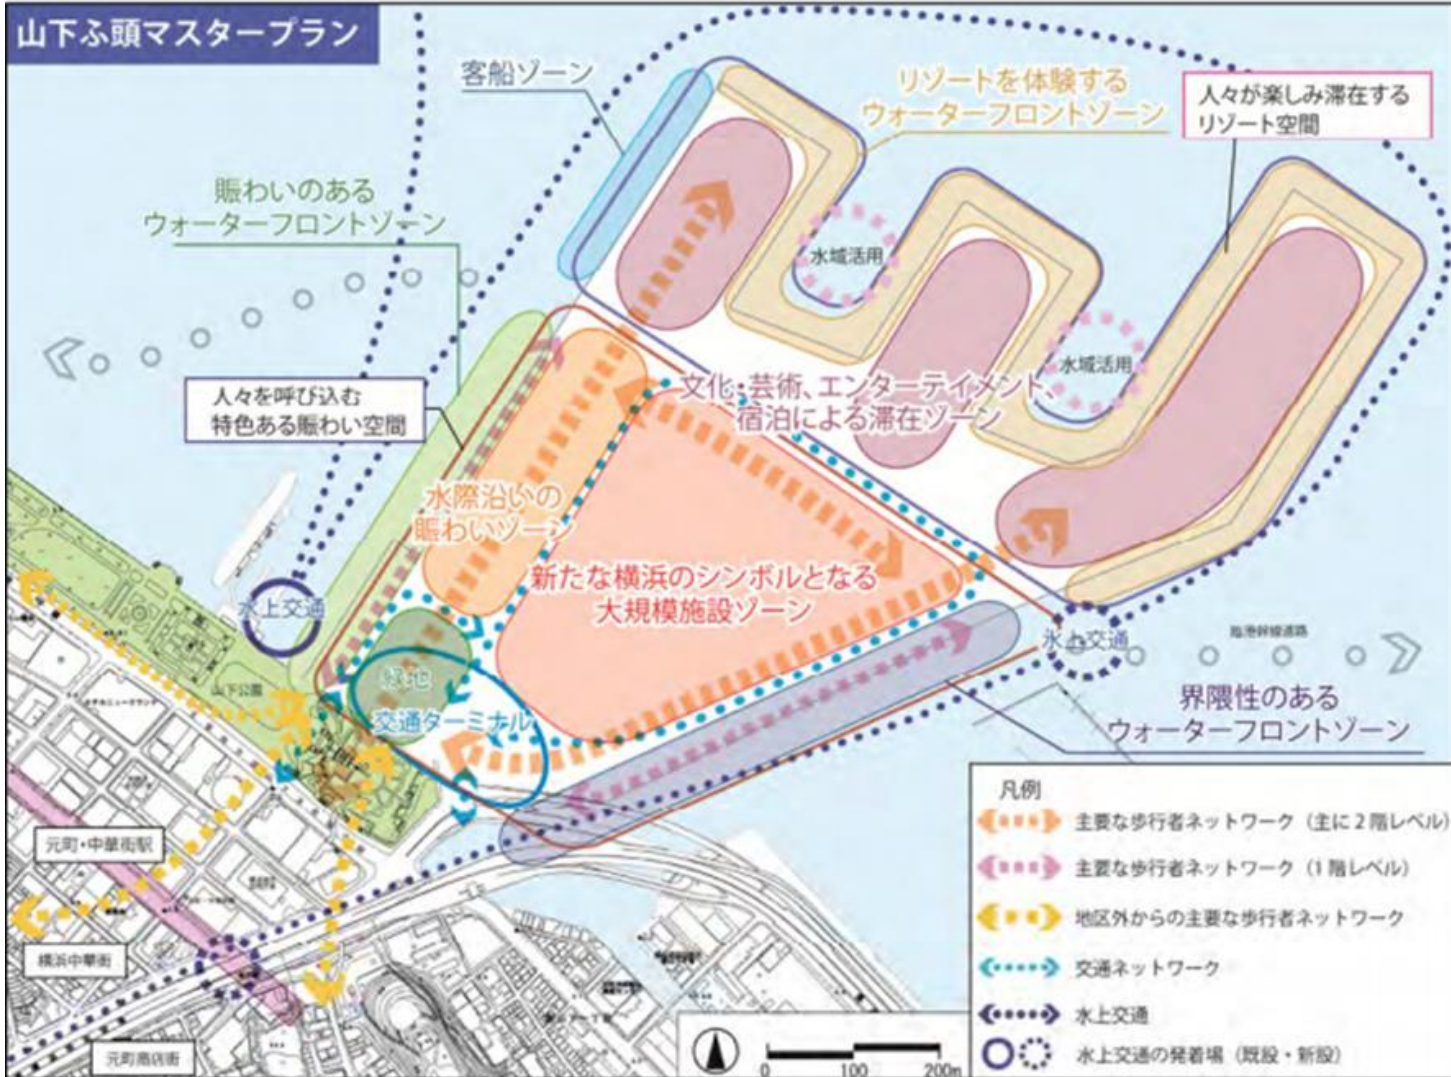 山下ふ頭マスタープラン
客船ゾーン
リゾートを体験する
ウォーターフロントゾーン
人々が楽しみ滞在する
リゾート空間
賑わいのある
ウォーターフロントゾーン
水域活用
水域活用
人々を呼び込む
特色ある賑わい空間
文化・芸術、エンターテイメント、
宿泊による滞在ゾーン
水際沿いの
賑わいゾーン
新たな横浜のシンボルとなる
大規模施設ゾーン
水上交通
水上交通
臨港幹線道路
緑地
山下公園
交通ターミナル
界隈性のある
ウォーターフロントゾーン
元町・中華街駅
横浜中華街
元町商店街
凡例
主要な歩行者ネットワーク（主に2階レベル）
主要な歩行者ネットワーク（1階レベル）
地区外からの主要な歩行者ネットワーク
交通ネットワーク
水上交通
水上交通の発着場（既設・新設）
0 100 200m